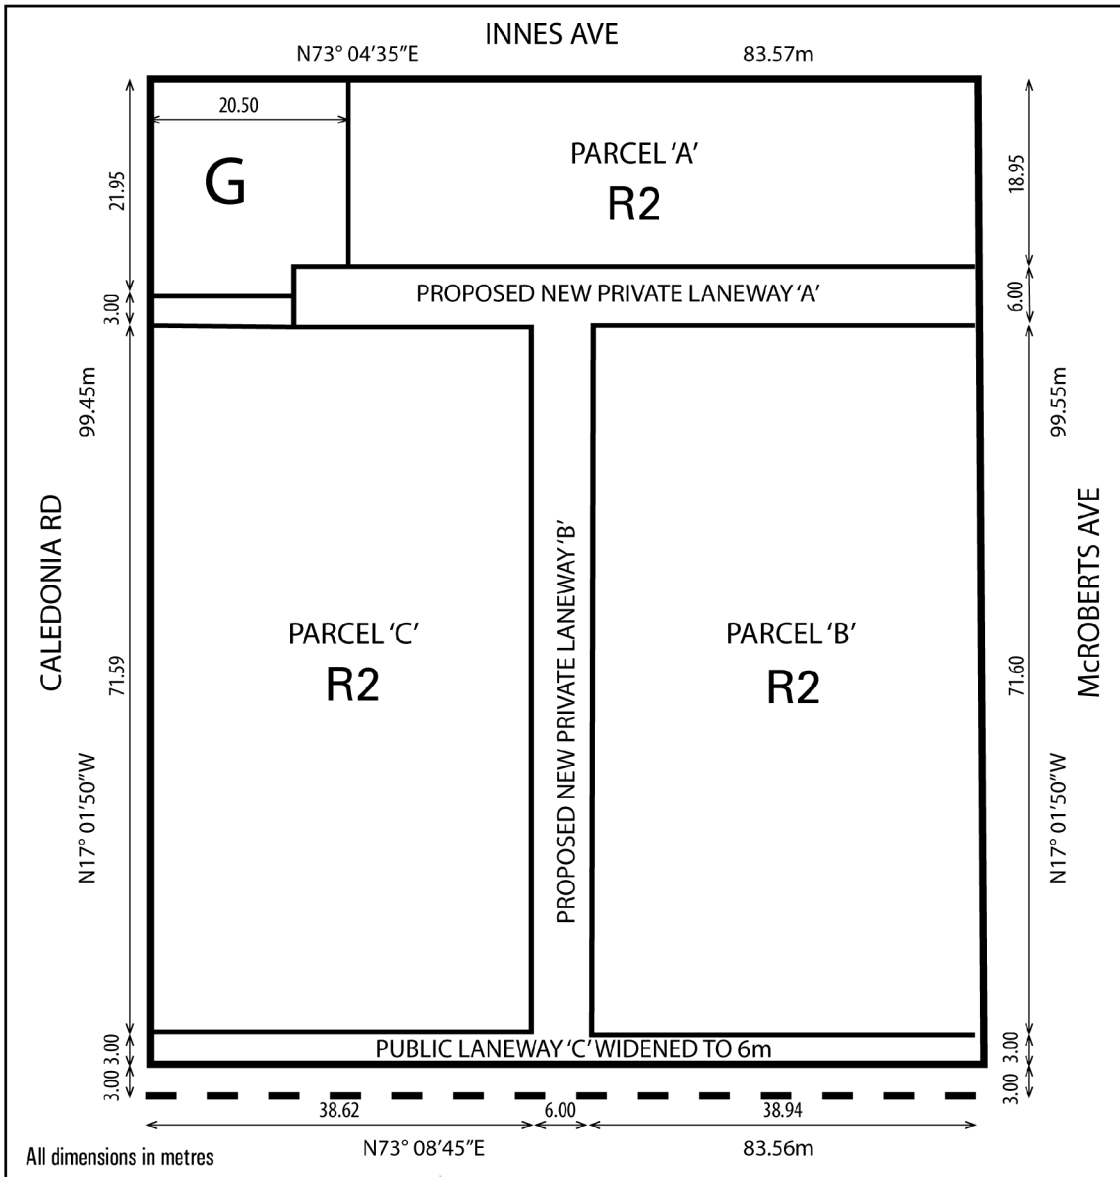 INNES AVE
N73° 04'35"E
83.57m
20.50
G
PARCEL 'A'
R2
21.95
18.95
PROPOSED NEW PRIVATE LANEWAY 'A'
3.00
6.00
99.45m
99.55m
CALEDONIA RD
McROBERTS AVE
PROPOSED NEW PRIVATE LANEWAY 'B'
PARCEL 'C'
R2
PARCEL 'B'
R2
71.59
71.60
N17° 01'50"W
N17° 01'50"W
PUBLIC LANEWAY 'C' WIDENED TO 6m
3.00
3.00
3.00
3.00
38.62
6.00
38.94
N73° 08'45"E
83.56m
All dimensions in metres